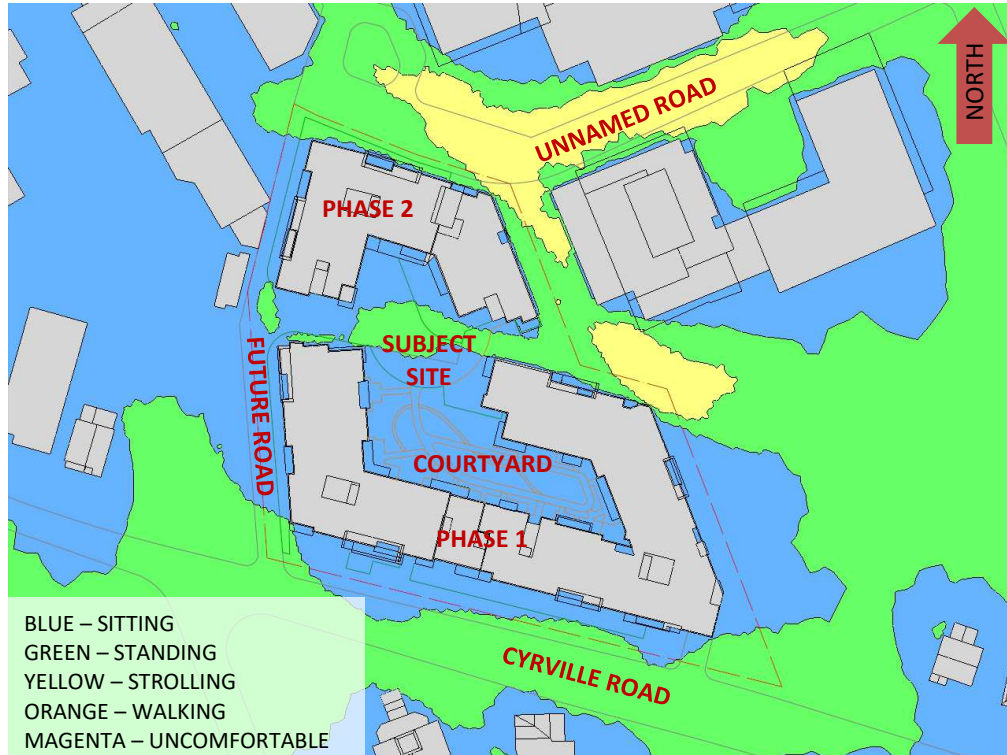 NORTH
UNNAMED ROAD
PHASE 2
SUBJECT
SITE
FUTURE ROAD
COURTYARD
PHASE 1
CYRVILLE ROAD
BLUE – SITTING
GREEN – STANDING
YELLOW – STROLLING
ORANGE – WALKING
MAGENTA – UNCOMFORTABLE